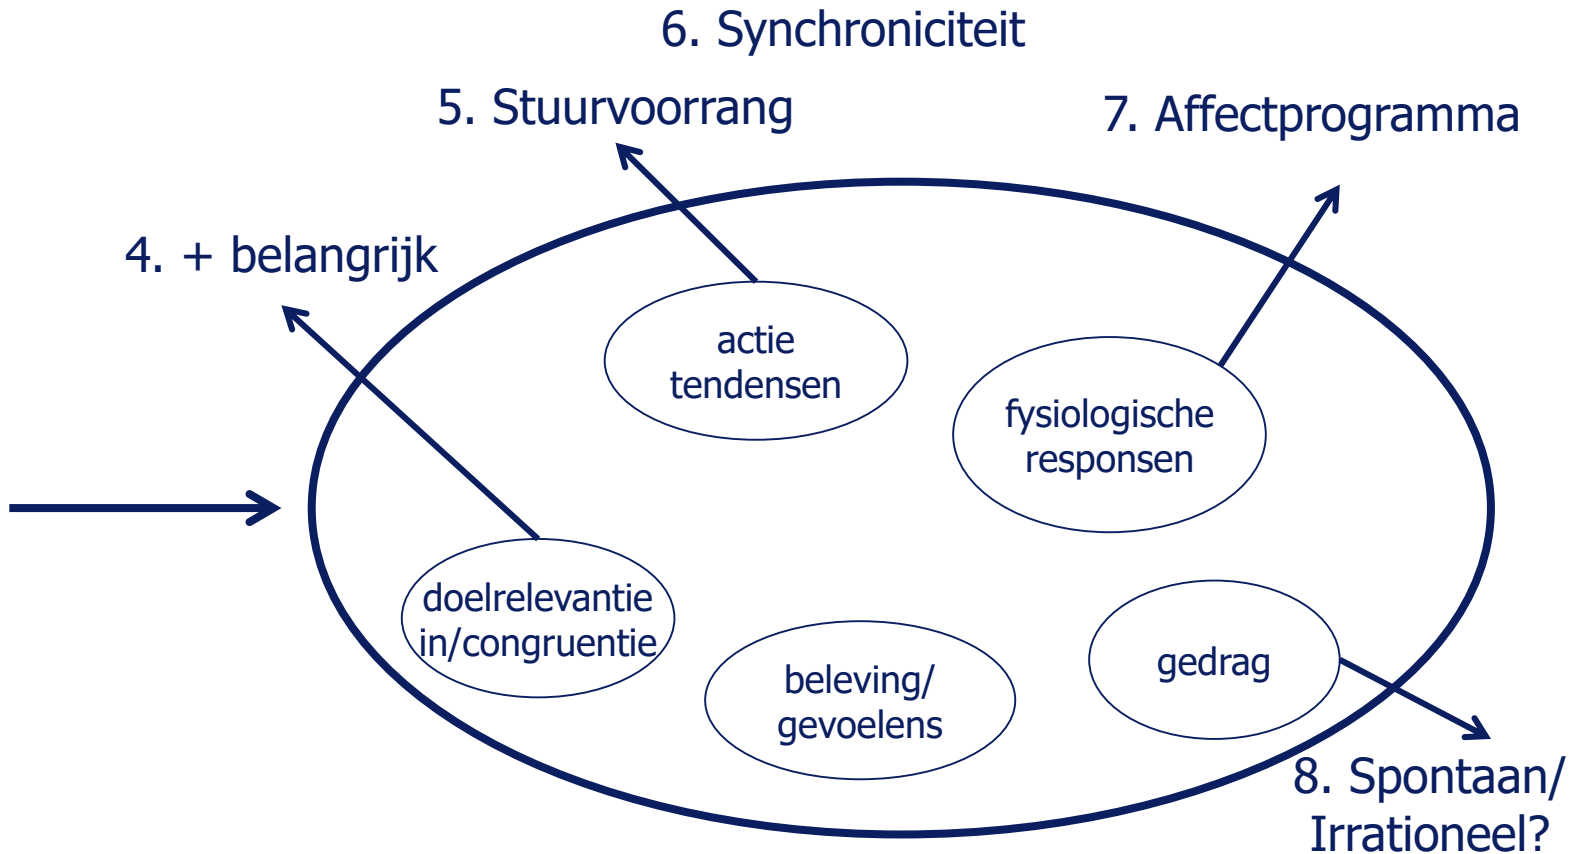 6. Synchroniciteit
5. Stuurvoorrang
7. Affectprogramma
4. + belangrijk
actie
tendensen
fysiologische
responsen
doelrelevantie
in/congruentie
beleving/
gevoelens
gedrag
8. Spontaan/
Irrationeel?